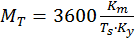 M_T = 3600 K_m / (T_s · K_y)